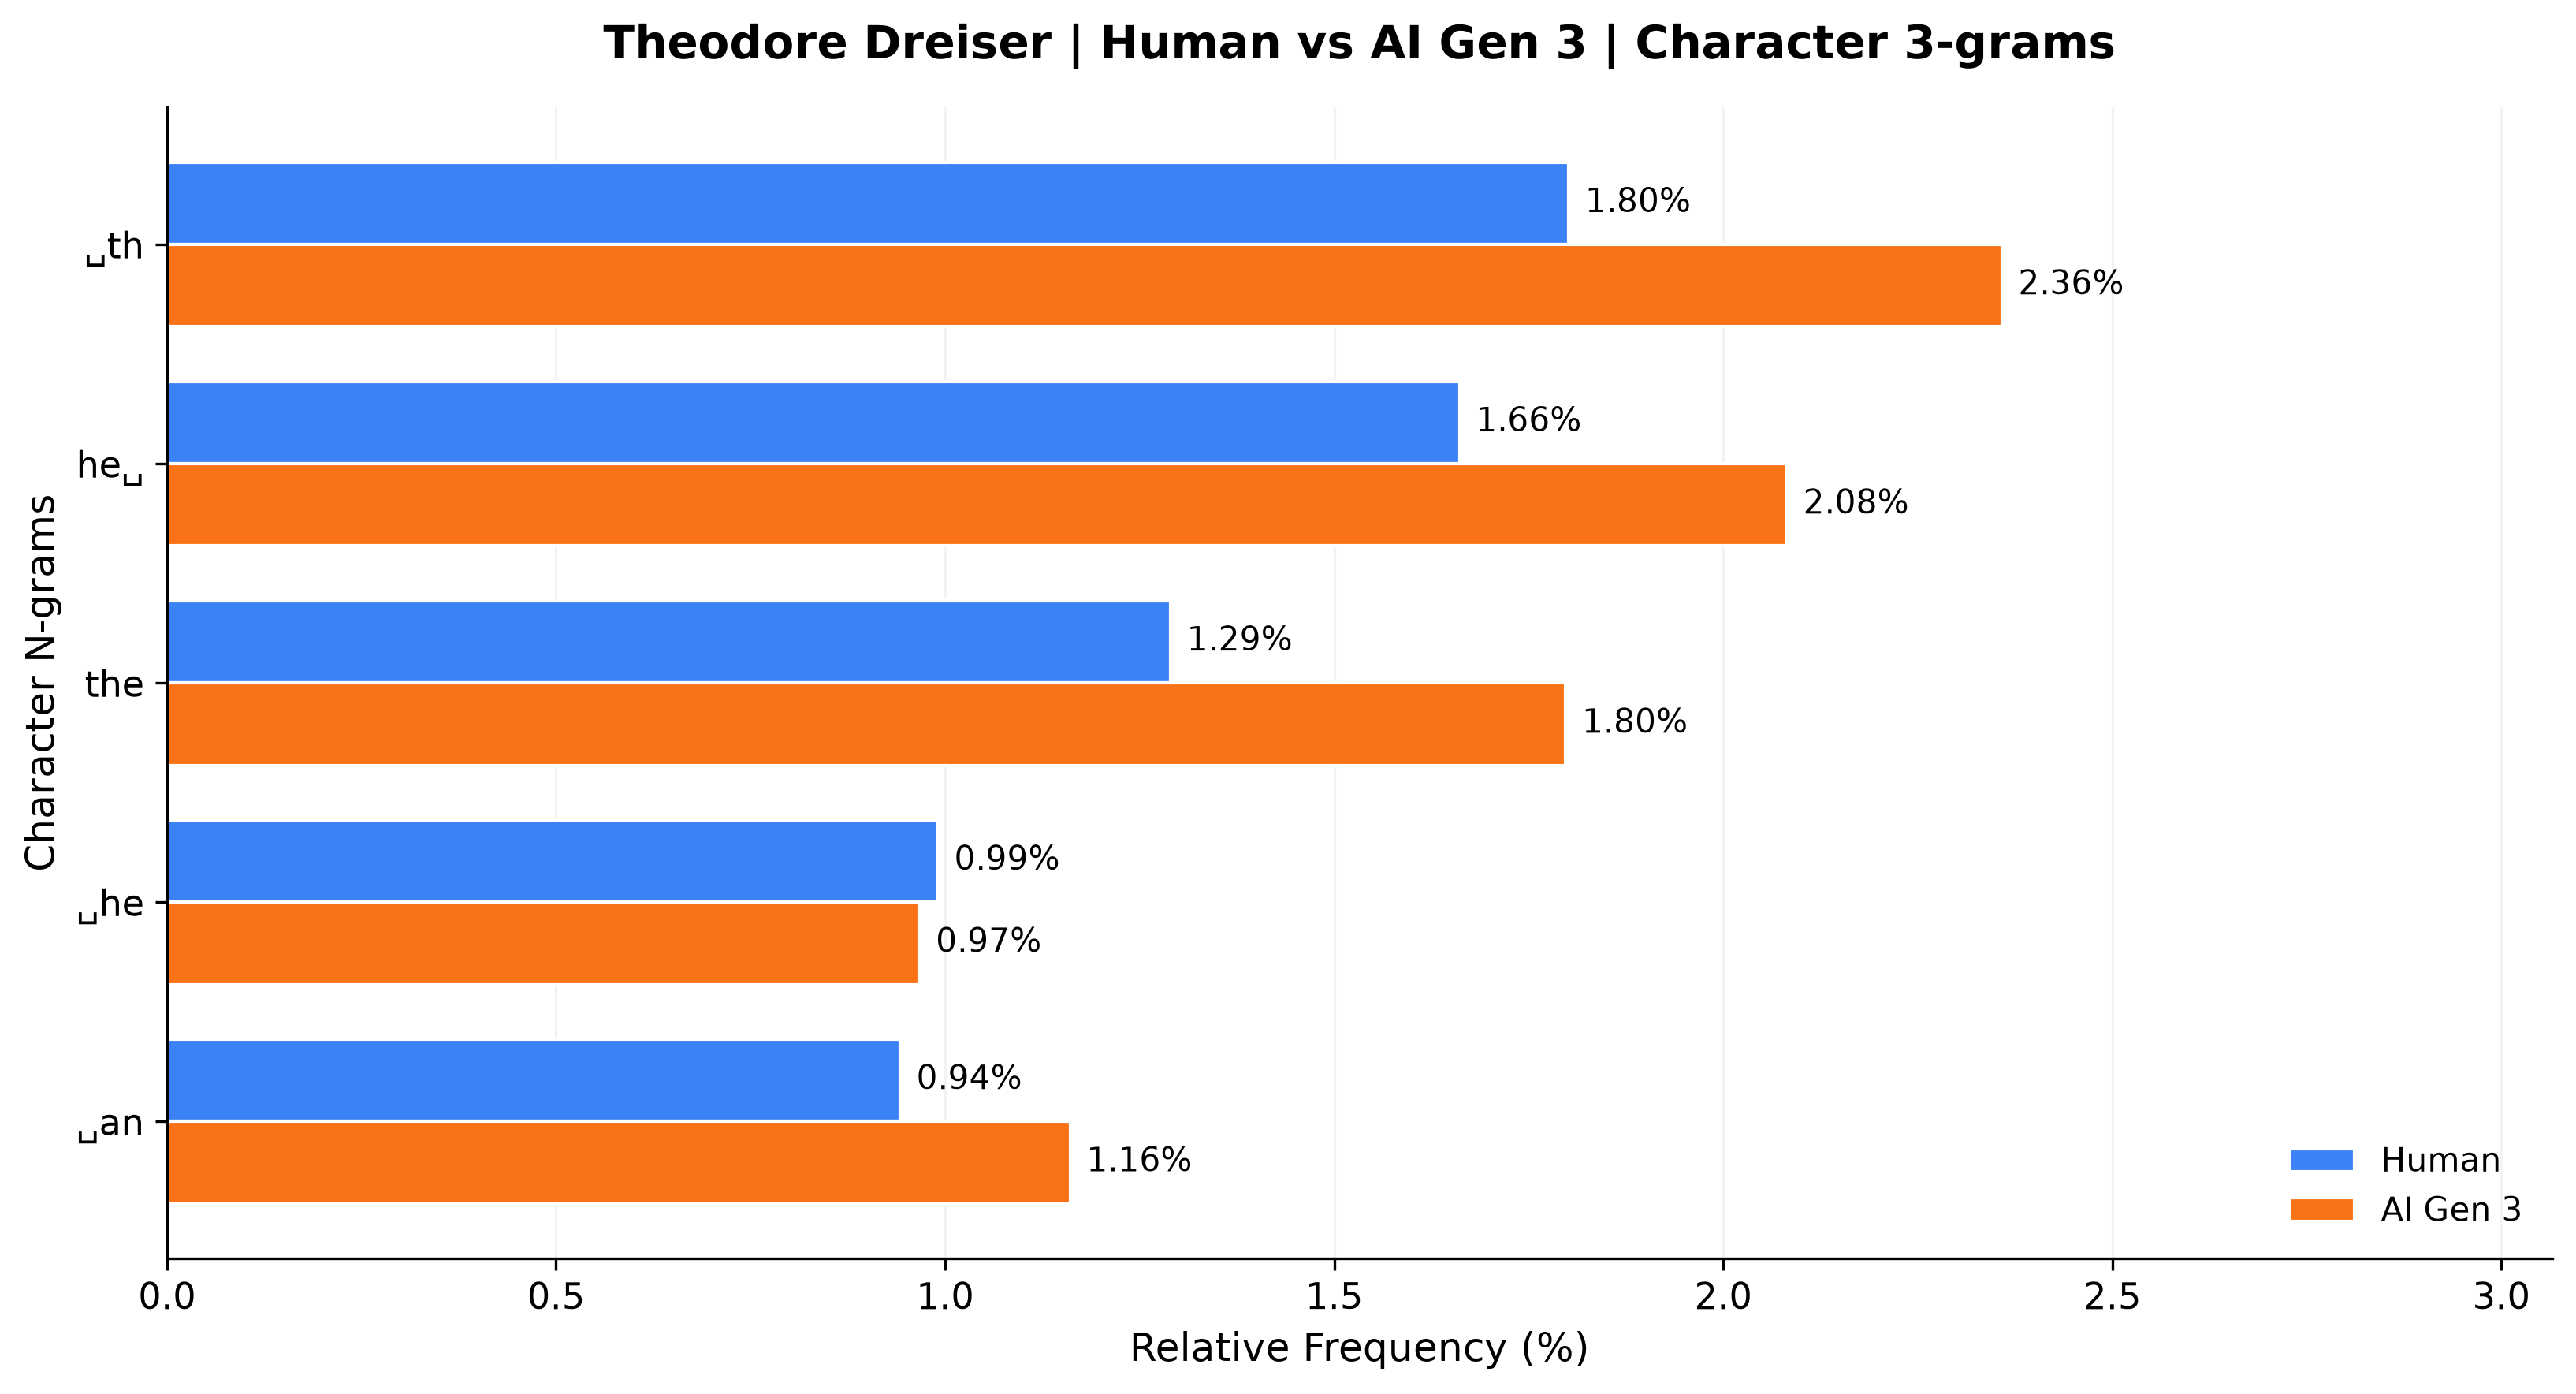 Theodore Dreiser | Human vs AI Gen 3 | Character 3-grams
Character N-grams
␣th
1.80%
2.36%
he␣
1.66%
2.08%
the
1.29%
1.80%
␣he
0.99%
0.97%
␣an
0.94%
1.16%
Human
AI Gen 3
0.0 0.5 1.0 1.5 2.0 2.5 3.0
Relative Frequency (%)